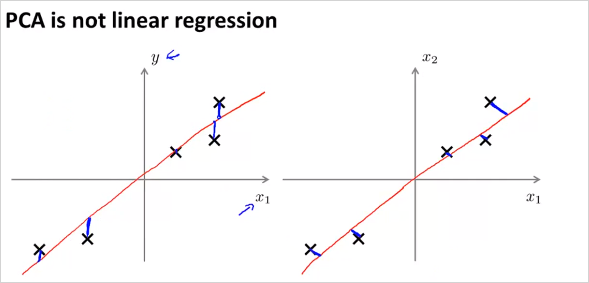 PCA is not linear regression
y
x₁
x₂
x₁